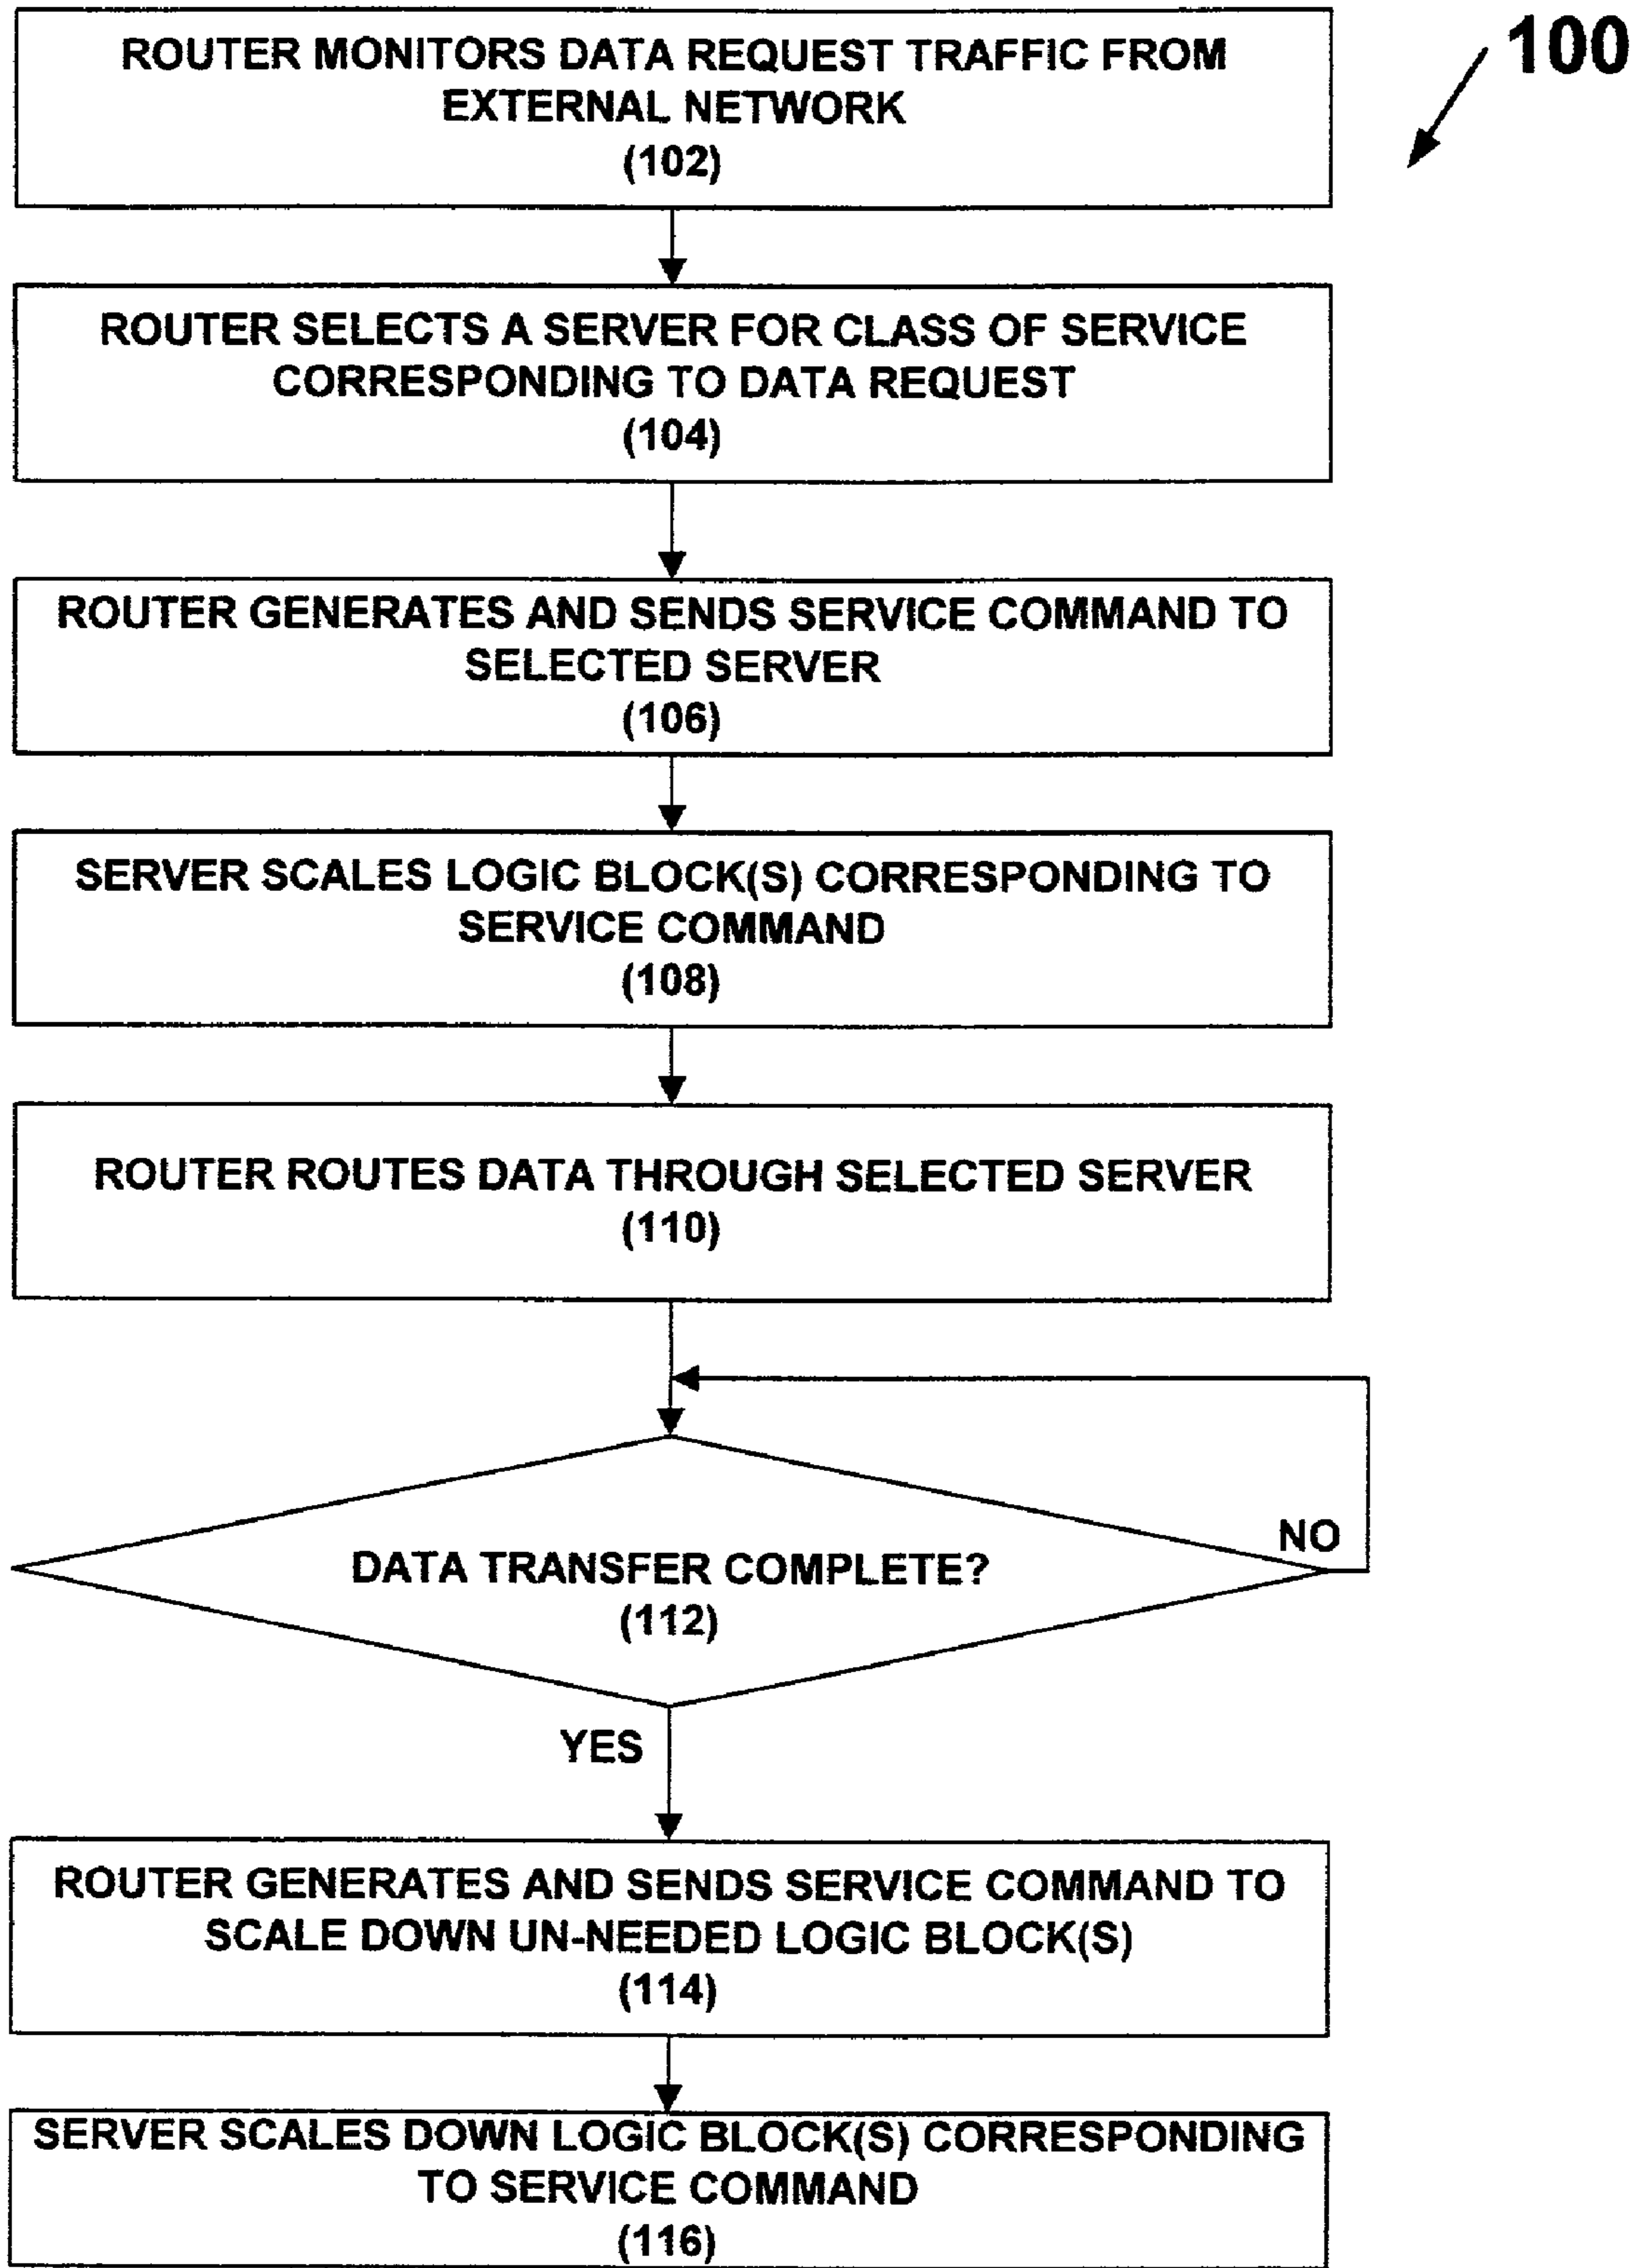 100
ROUTER MONITORS DATA REQUEST TRAFFIC FROM
EXTERNAL NETWORK
(102)
ROUTER SELECTS A SERVER FOR CLASS OF SERVICE
CORRESPONDING TO DATA REQUEST
(104)
ROUTER GENERATES AND SENDS SERVICE COMMAND TO
SELECTED SERVER
(106)
SERVER SCALES LOGIC BLOCK(S) CORRESPONDING TO
SERVICE COMMAND
(108)
ROUTER ROUTES DATA THROUGH SELECTED SERVER
(110)
NO
DATA TRANSFER COMPLETE?
(112)
YES
ROUTER GENERATES AND SENDS SERVICE COMMAND TO
SCALE DOWN UN-NEEDED LOGIC BLOCK(S)
(114)
SERVER SCALES DOWN LOGIC BLOCK(S) CORRESPONDING
TO SERVICE COMMAND
(116)